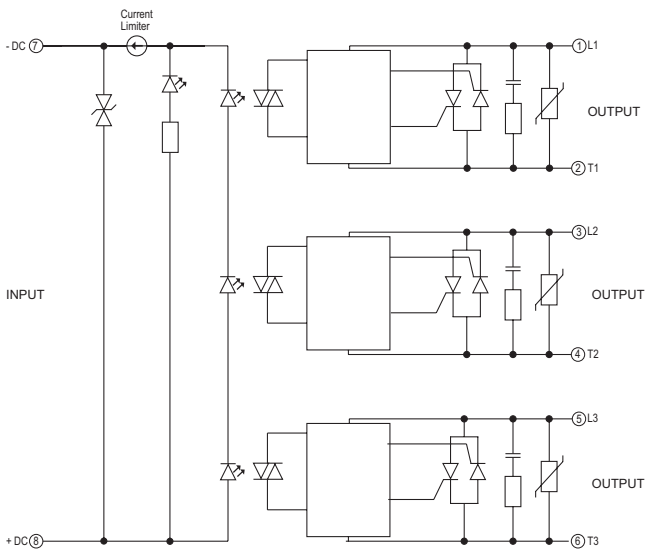 Current
Limiter
- DC 7
1 L1
OUTPUT
2 T1
3 L2
INPUT
OUTPUT
4 T2
5 L3
OUTPUT
+ DC 8
6 T3